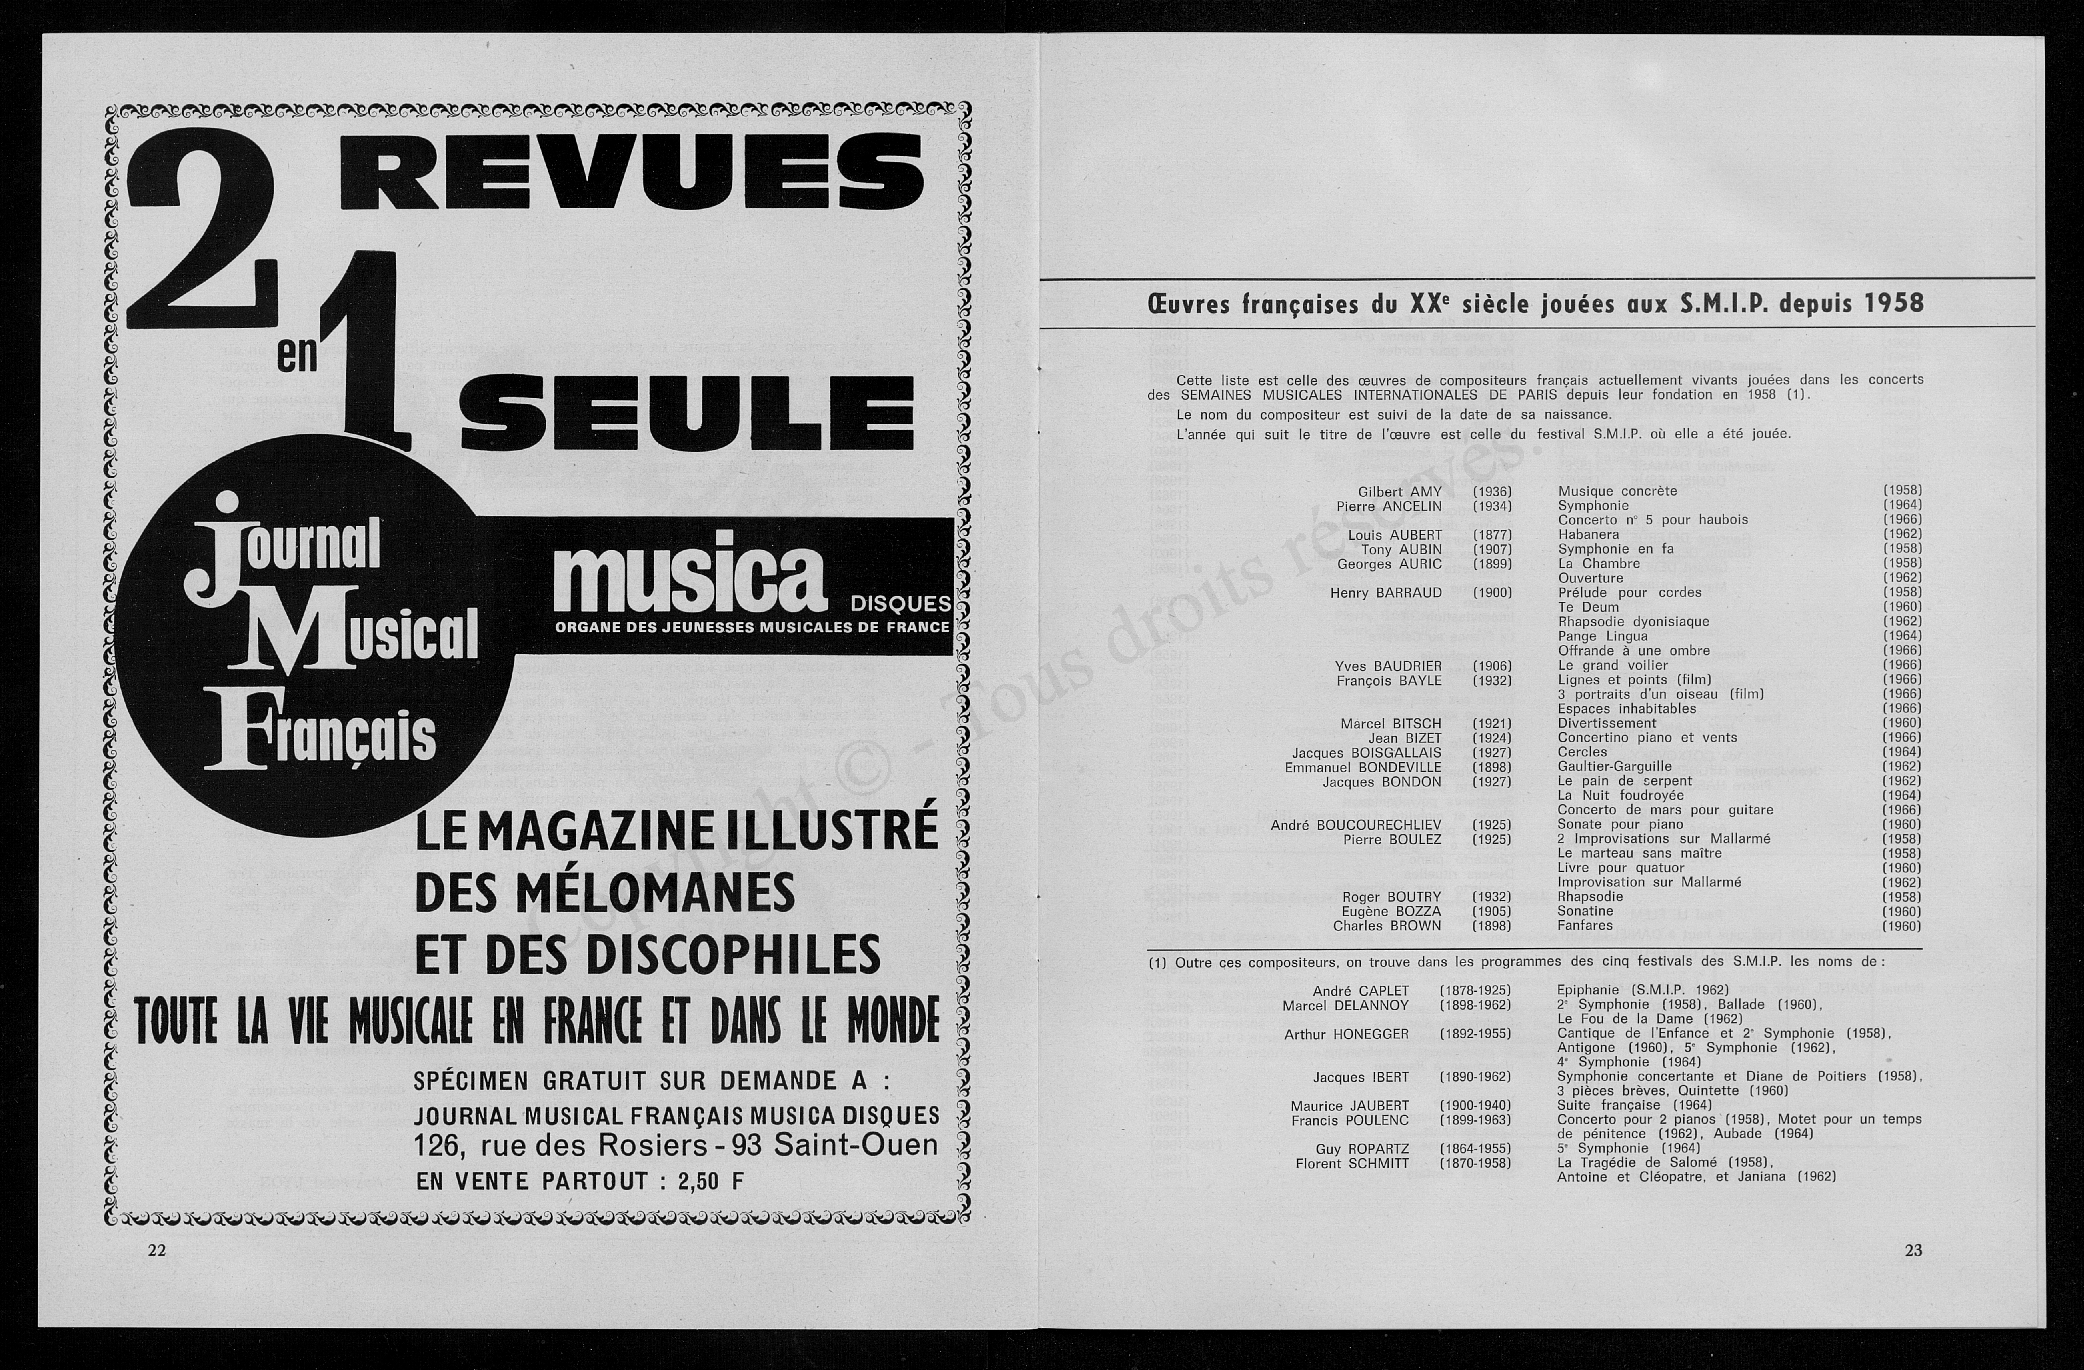 2 REVUES
en 1 SEULE
Journal
Musical
Français
musica DISQUES
ORGANE DES JEUNESSES MUSICALES DE FRANCE
LE MAGAZINE ILLUSTRÉ
DES MÉLOMANES
ET DES DISCOPHILES
TOUTE LA VIE MUSICALE EN FRANCE ET DANS LE MONDE
SPÉCIMEN GRATUIT SUR DEMANDE A :
JOURNAL MUSICAL FRANÇAIS MUSICA DISQUES
126, rue des Rosiers - 93 Saint-Ouen
EN VENTE PARTOUT : 2,50 F
22
Copyright © - Tous droits réservés.
Œuvres françaises du XXe siècle jouées aux S.M.I.P. depuis 1958
Cette liste est celle des œuvres de compositeurs français actuellement vivants jouées dans les concerts
des SEMAINES MUSICALES INTERNATIONALES DE PARIS depuis leur fondation en 1958 (1).
Le nom du compositeur est suivi de la date de sa naissance.
L'année qui suit le titre de l'œuvre est celle du festival S.M.I.P. où elle a été jouée.
Gilbert AMY (1936) Musique concrète (1958)
Pierre ANCELIN (1934) Symphonie (1964)
Concerto n° 5 pour haubois (1966)
Louis AUBERT (1877) Habanera (1962)
Tony AUBIN (1907) Symphonie en fa (1958)
Georges AURIC (1899) La Chambre (1958)
Ouverture (1962)
Henry BARRAUD (1900) Prélude pour cordes (1958)
Te Deum (1960)
Rhapsodie dyonisiaque (1962)
Pange Lingua (1964)
Offrande à une ombre (1966)
Yves BAUDRIER (1906) Le grand voilier (1966)
François BAYLE (1932) Lignes et points (film) (1966)
3 portraits d'un oiseau (film) (1966)
Espaces inhabitables (1966)
Marcel BITSCH (1921) Divertissement (1960)
Jean BIZET (1924) Concertino piano et vents (1966)
Jacques BOISGALLAIS (1927) Cercles (1964)
Emmanuel BONDEVILLE (1898) Gaultier-Garguille (1962)
Jacques BONDON (1927) Le pain de serpent (1962)
La Nuit foudroyée (1964)
Concerto de mars pour guitare (1966)
André BOUCOURECHLIEV (1925) Sonate pour piano (1960)
Pierre BOULEZ (1925) 2 Improvisations sur Mallarmé (1958)
Le marteau sans maître (1958)
Livre pour quatuor (1960)
Improvisation sur Mallarmé (1962)
Roger BOUTRY (1932) Rhapsodie (1958)
Eugène BOZZA (1905) Sonatine (1960)
Charles BROWN (1898) Fanfares (1960)
(1) Outre ces compositeurs, on trouve dans les programmes des cinq festivals des S.M.I.P. les noms de :
André CAPLET (1878-1925) Epiphanie (S.M.I.P. 1962)
Marcel DELANNOY (1898-1962) 2e Symphonie (1958), Ballade (1960),
Le Fou de la Dame (1962)
Arthur HONEGGER (1892-1955) Cantique de l'Enfance et 2e Symphonie (1958),
Antigone (1960), 5e Symphonie (1962),
4e Symphonie (1964)
Jacques IBERT (1890-1962) Symphonie concertante et Diane de Poitiers (1958),
3 pièces brèves, Quintette (1960)
Maurice JAUBERT (1900-1940) Suite française (1964)
Francis POULENC (1899-1963) Concerto pour 2 pianos (1958), Motet pour un temps
de pénitence (1962), Aubade (1964)
Guy ROPARTZ (1864-1955) 5e Symphonie (1964)
Florent SCHMITT (1870-1958) La Tragédie de Salomé (1958),
Antoine et Cléopatre, et Janiana (1962)
23